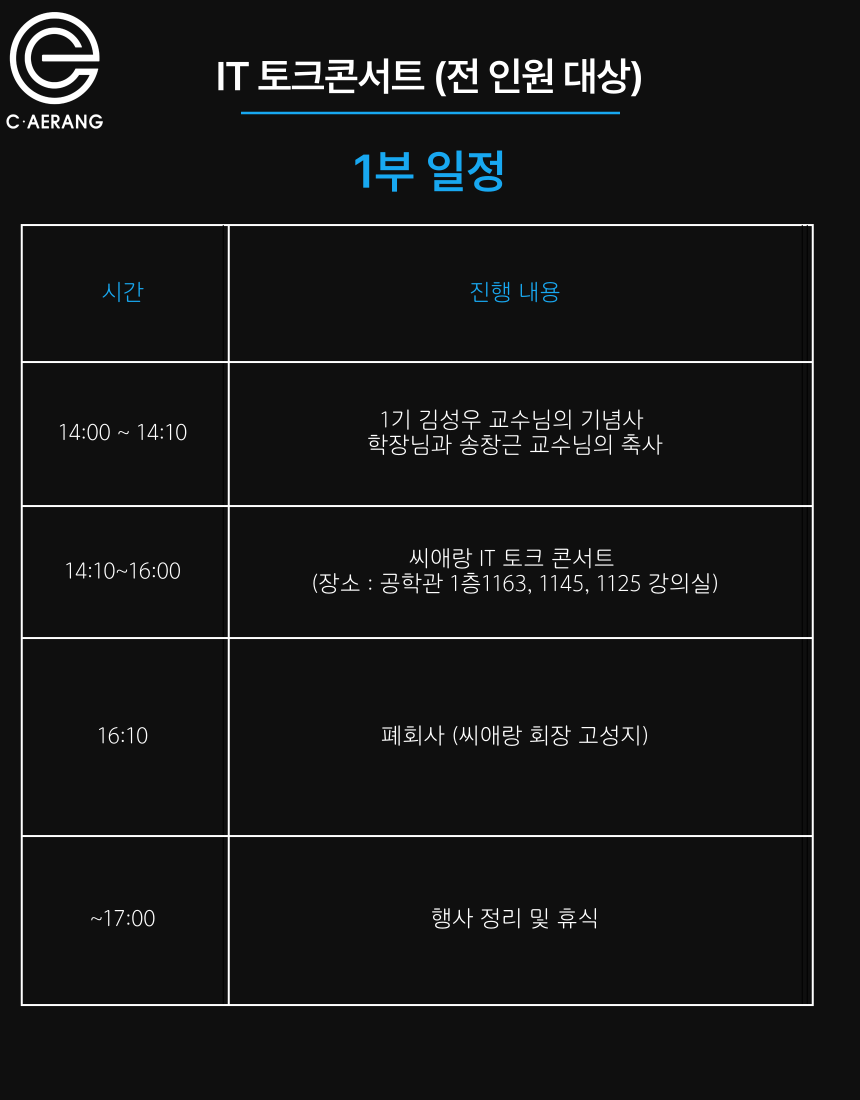 C·AERANG
IT 토크콘서트 (전 인원 대상)
1부 일정
시간
진행 내용
14:00 ~ 14:10
1기 김성우 교수님의 기념사
학장님과 송창근 교수님의 축사
14:10~16:00
씨애랑 IT 토크 콘서트
(장소 : 공학관 1층1163, 1145, 1125 강의실)
16:10
폐회사 (씨애랑 회장 고성지)
~17:00
행사 정리 및 휴식